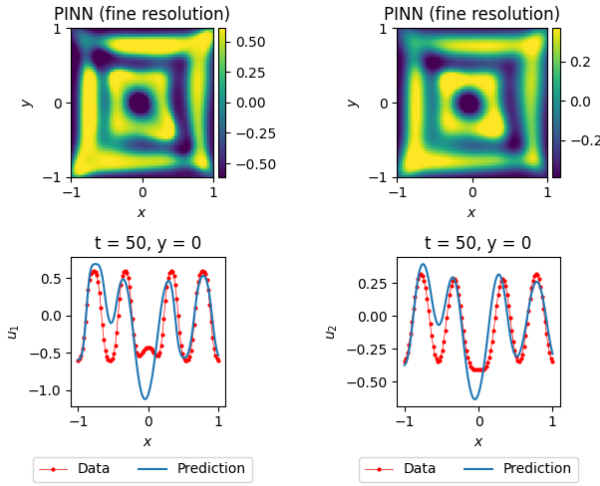 PINN (fine resolution)
1
0
−1
y
−1
0
1
x
0.50
0.25
0.00
−0.25
−0.50
PINN (fine resolution)
1
0
−1
y
−1
0
1
x
0.2
0.0
−0.2
t = 50, y = 0
0.5
0.0
−0.5
−1.0
u₁
−1
0
1
x
Data
Prediction
t = 50, y = 0
0.25
0.00
−0.25
−0.50
u₂
−1
0
1
x
Data
Prediction